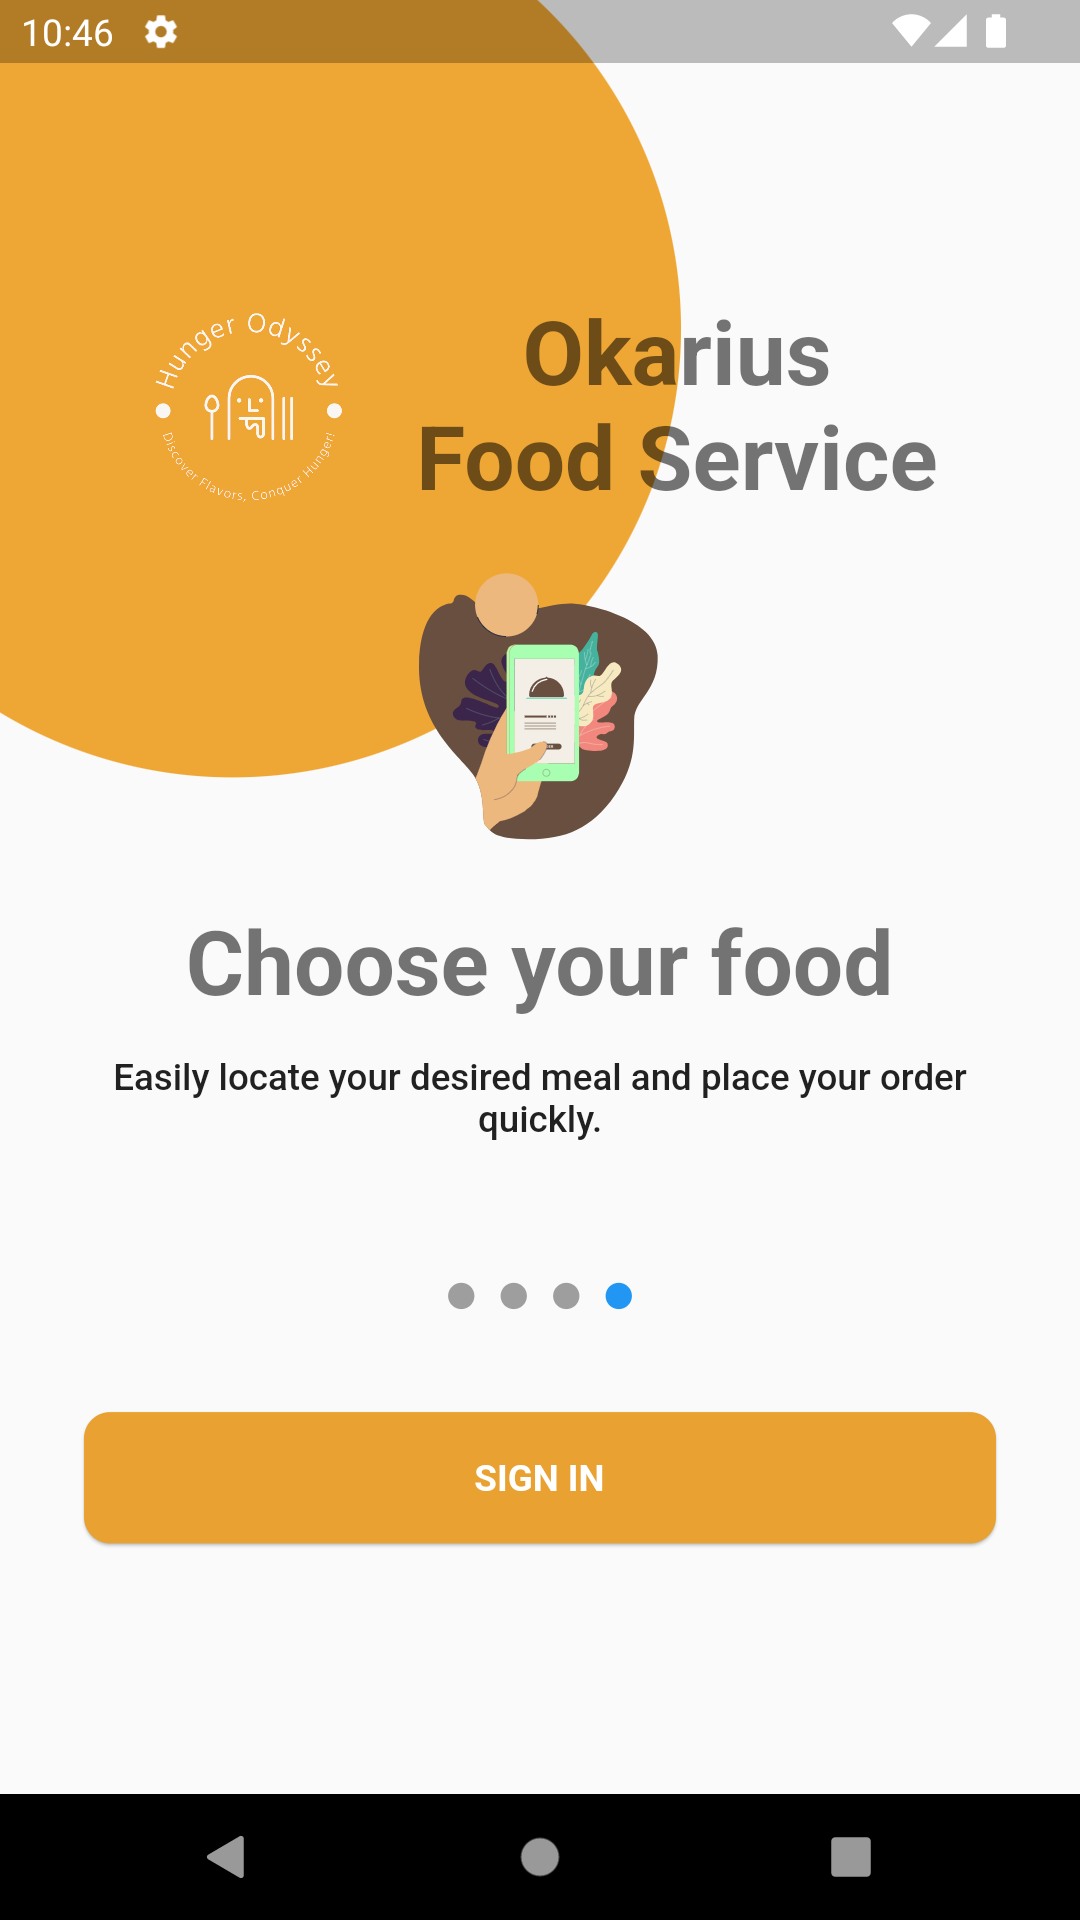 10:46
Hunger Odyssey
Discover Flavors, Conquer Hunger!
Okarius
Food Service
Choose your food
Easily locate your desired meal and place your order
quickly.
SIGN IN